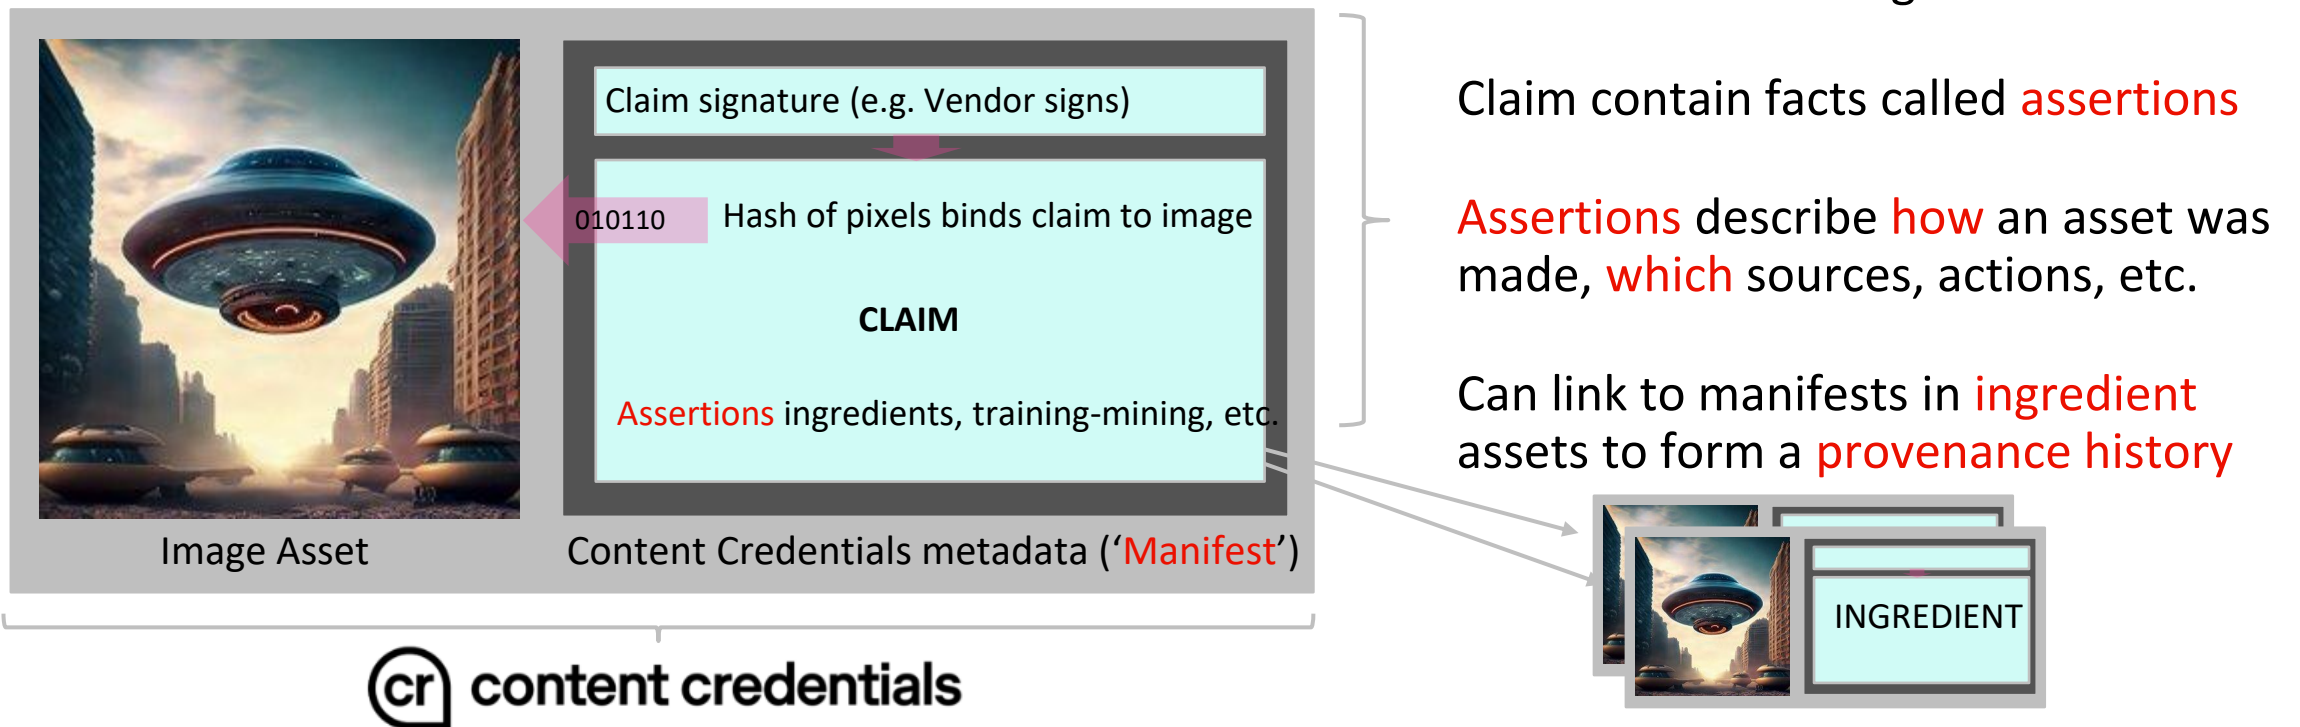 Claim signature (e.g. Vendor signs)
010110
Hash of pixels binds claim to image
CLAIM
Assertions ingredients, training-mining, etc.
Image Asset
Content Credentials metadata (‘Manifest’)
cr content credentials
Claim contain facts called assertions
Assertions describe how an asset was
made, which sources, actions, etc.
Can link to manifests in ingredient
assets to form a provenance history
INGREDIENT